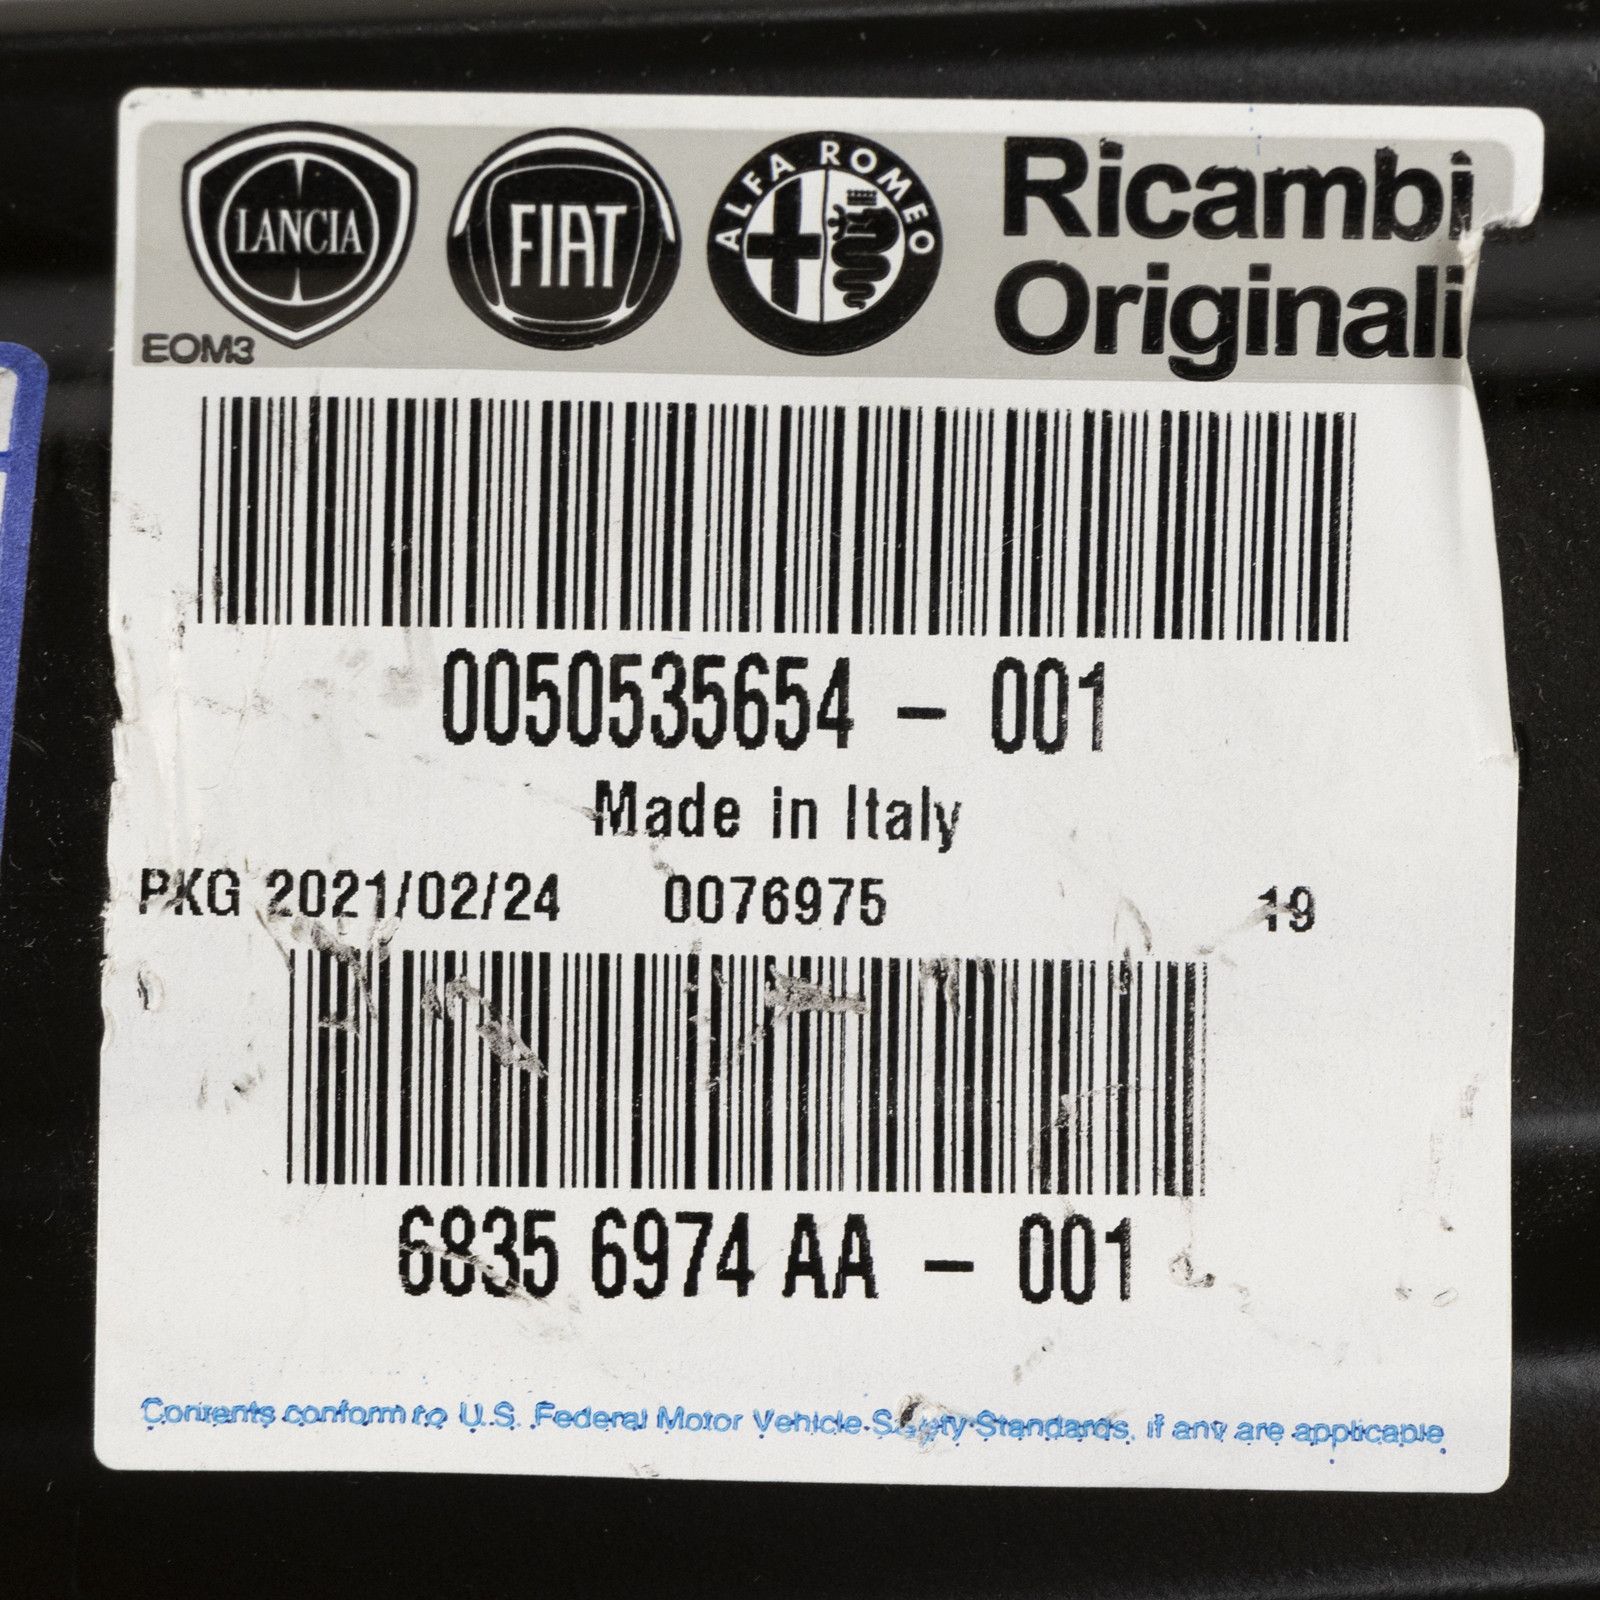 LANCIA FIAT ALFA ROMEO Ricambi
Originali
EOM3
0050535654 - 001
Made in Italy
PKG 2021/02/24 0076975 19
6835 6974 AA - 001
Contents conform to U.S. Federal Motor Vehicle Safety Standards, if any are applicable